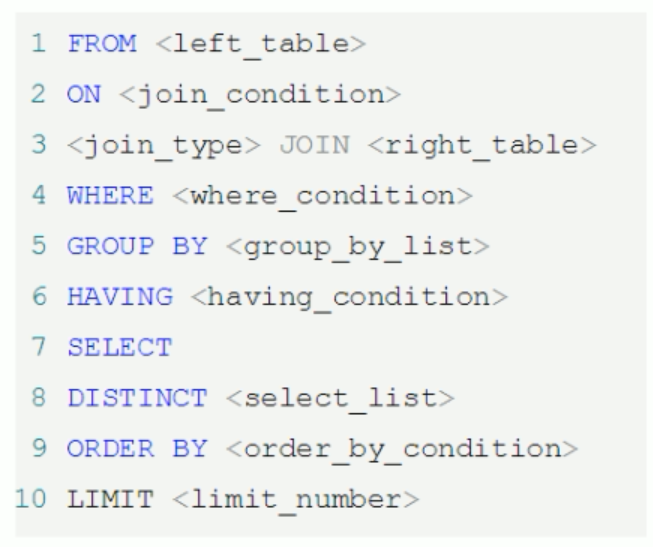 1 FROM <left_table>
2 ON <join_condition>
3 <join_type> JOIN <right_table>
4 WHERE <where_condition>
5 GROUP BY <group_by_list>
6 HAVING <having_condition>
7 SELECT
8 DISTINCT <select_list>
9 ORDER BY <order_by_condition>
10 LIMIT <limit_number>